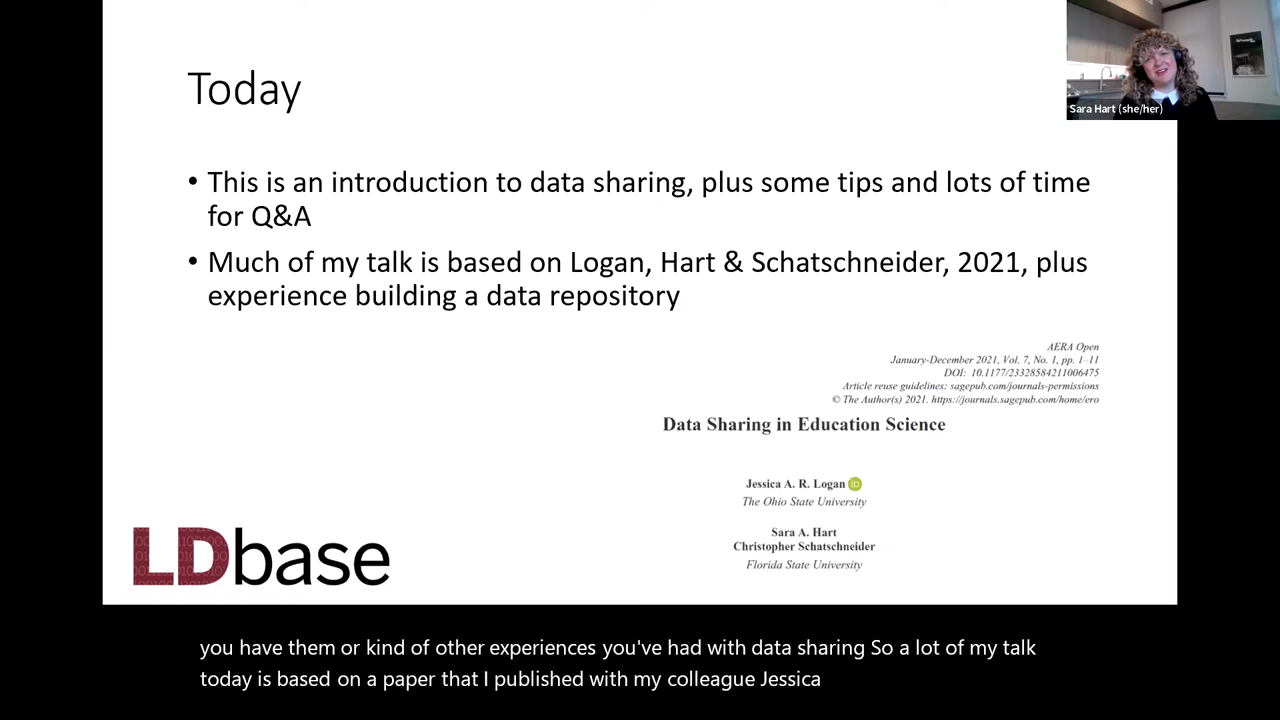 Today
Sara Hart (she/her)
• This is an introduction to data sharing, plus some tips and lots of time
for Q&A
• Much of my talk is based on Logan, Hart & Schatschneider, 2021, plus
experience building a data repository
AERA Open
January-December 2021, Vol. 7, No. 1, pp. 1–11
DOI: 10.1177/23328584211006475
Article reuse guidelines: sagepub.com/journals-permissions
© The Author(s) 2021. https://journals.sagepub.com/home/ero
Data Sharing in Education Science
Jessica A. R. Logan iD
The Ohio State University
Sara A. Hart
Christopher Schatschneider
Florida State University
LDbase
you have them or kind of other experiences you've had with data sharing So a lot of my talk
today is based on a paper that I published with my colleague Jessica